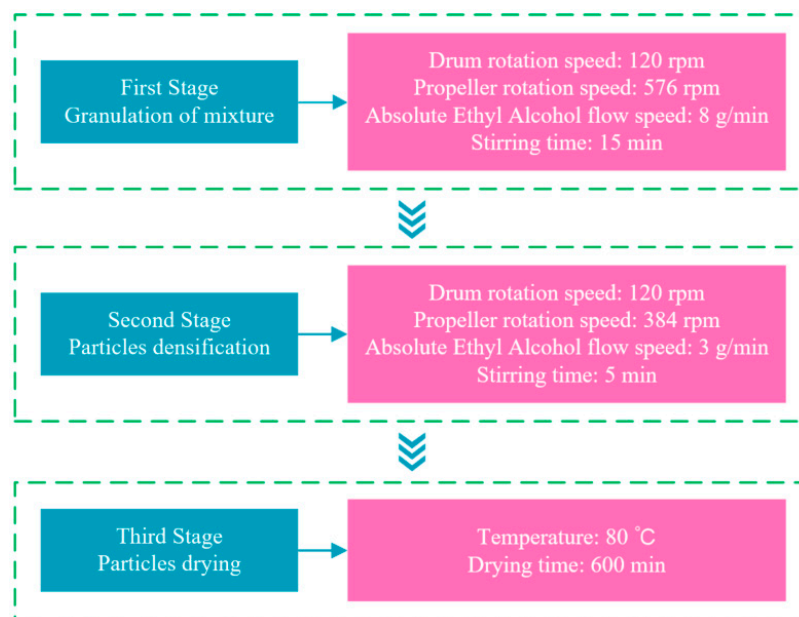 First Stage
Granulation of mixture
Drum rotation speed: 120 rpm
Propeller rotation speed: 576 rpm
Absolute Ethyl Alcohol flow speed: 8 g/min
Stirring time: 15 min
Second Stage
Particles densification
Drum rotation speed: 120 rpm
Propeller rotation speed: 384 rpm
Absolute Ethyl Alcohol flow speed: 3 g/min
Stirring time: 5 min
Third Stage
Particles drying
Temperature: 80 ℃
Drying time: 600 min